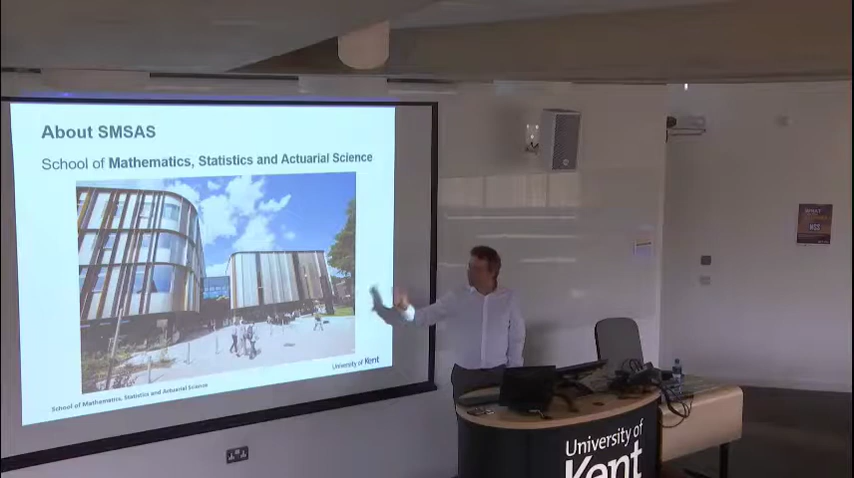 About SMSAS
School of Mathematics, Statistics and Actuarial Science
University of Kent
School of Mathematics, Statistics and Actuarial Science
University of
Kent